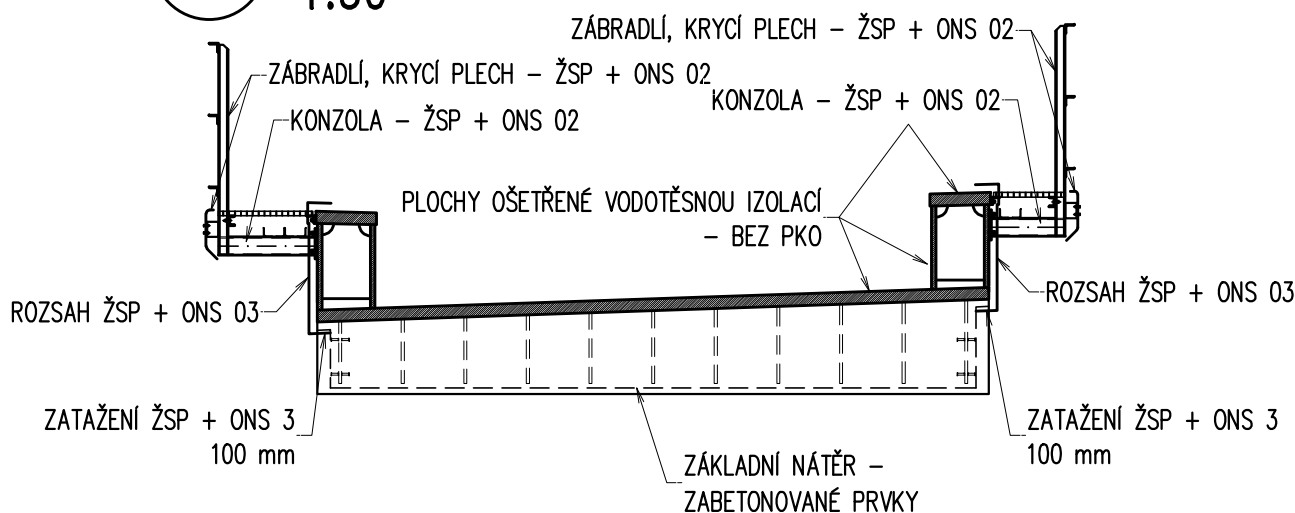 ZÁBRADLÍ, KRYCÍ PLECH – ŽSP + ONS 02
ZÁBRADLÍ, KRYCÍ PLECH – ŽSP + ONS 02
KONZOLA – ŽSP + ONS 02
KONZOLA – ŽSP + ONS 02
PLOCHY OŠETŘENÉ VODOTĚSNOU IZOLACÍ
– BEZ PKO
ROZSAH ŽSP + ONS 03
ROZSAH ŽSP + ONS 03
ZATAŽENÍ ŽSP + ONS 3
100 mm
ZATAŽENÍ ŽSP + ONS 3
100 mm
ZÁKLADNÍ NÁTĚR –
ZABETONOVANÉ PRVKY